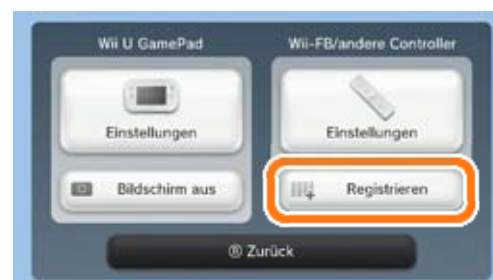 Wii U GamePad
Einstellungen
Bildschirm aus
Wii-FB/andere Controller
Einstellungen
Registrieren
Ⓑ Zurück